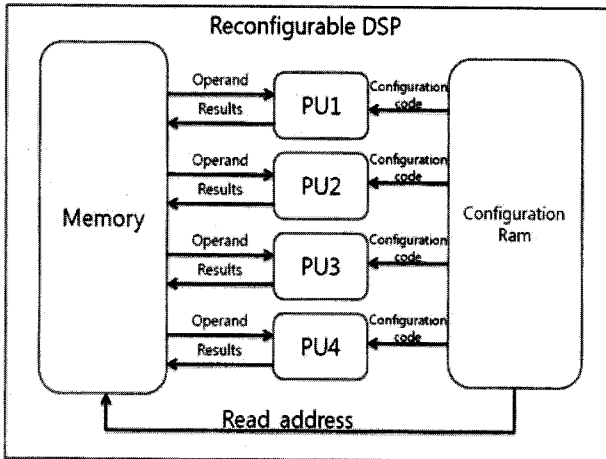 Reconfigurable DSP
Operand
Results
PU1
Configuration
code
Operand
Results
PU2
Configuration
code
Memory
Configuration
Ram
Operand
Results
PU3
Configuration
code
Operand
Results
PU4
Configuration
code
Read address